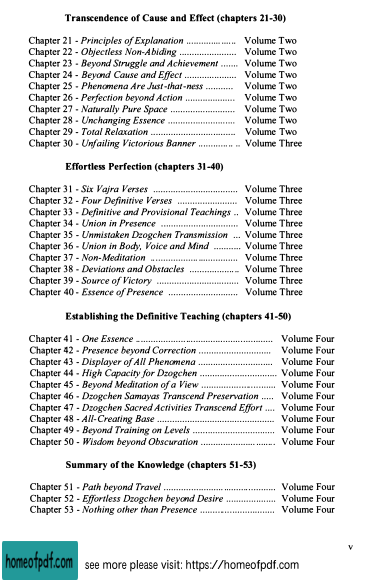 Transcendence of Cause and Effect (chapters 21-30)
Chapter 21 - Principles of Explanation .................... Volume Two
Chapter 22 - Objectless Non-Abiding ....................... Volume Two
Chapter 23 - Beyond Struggle and Achievement ....... Volume Two
Chapter 24 - Beyond Cause and Effect ..................... Volume Two
Chapter 25 - Phenomena Are Just-that-ness ........... Volume Two
Chapter 26 - Perfection beyond Action .................... Volume Two
Chapter 27 - Naturally Pure Space .......................... Volume Two
Chapter 28 - Unchanging Essence ........................... Volume Two
Chapter 29 - Total Relaxation .................................. Volume Two
Chapter 30 - Unfailing Victorious Banner ................. Volume Three
Effortless Perfection (chapters 31-40)
Chapter 31 - Six Vajra Verses .................................. Volume Three
Chapter 32 - Four Definitive Verses ........................ Volume Three
Chapter 33 - Definitive and Provisional Teachings .. Volume Three
Chapter 34 - Union in Presence ............................... Volume Three
Chapter 35 - Unmistaken Dzogchen Transmission ... Volume Three
Chapter 36 - Union in Body, Voice and Mind ........... Volume Three
Chapter 37 - Non-Meditation ................................... Volume Three
Chapter 38 - Deviations and Obstacles .................... Volume Three
Chapter 39 - Source of Victory ................................. Volume Three
Chapter 40 - Essence of Presence ............................ Volume Three
Establishing the Definitive Teaching (chapters 41-50)
Chapter 41 - One Essence ....................................................... Volume Four
Chapter 42 - Presence beyond Correction ............................. Volume Four
Chapter 43 - Displayer of All Phenomena .............................. Volume Four
Chapter 44 - High Capacity for Dzogchen ............................... Volume Four
Chapter 45 - Beyond Meditation of a View .............................. Volume Four
Chapter 46 - Dzogchen Samayas Transcend Preservation ..... Volume Four
Chapter 47 - Dzogchen Sacred Activities Transcend Effort .... Volume Four
Chapter 48 - All-Creating Base ............................................... Volume Four
Chapter 49 - Beyond Training on Levels ................................. Volume Four
Chapter 50 - Wisdom beyond Obscuration .............................. Volume Four
Summary of the Knowledge (chapters 51-53)
Chapter 51 - Path beyond Travel ............................................. Volume Four
Chapter 52 - Effortless Dzogchen beyond Desire .................... Volume Four
Chapter 53 - Nothing other than Presence .............................. Volume Four
v
homeofpdf.com see more please visit: https://homeofpdf.com